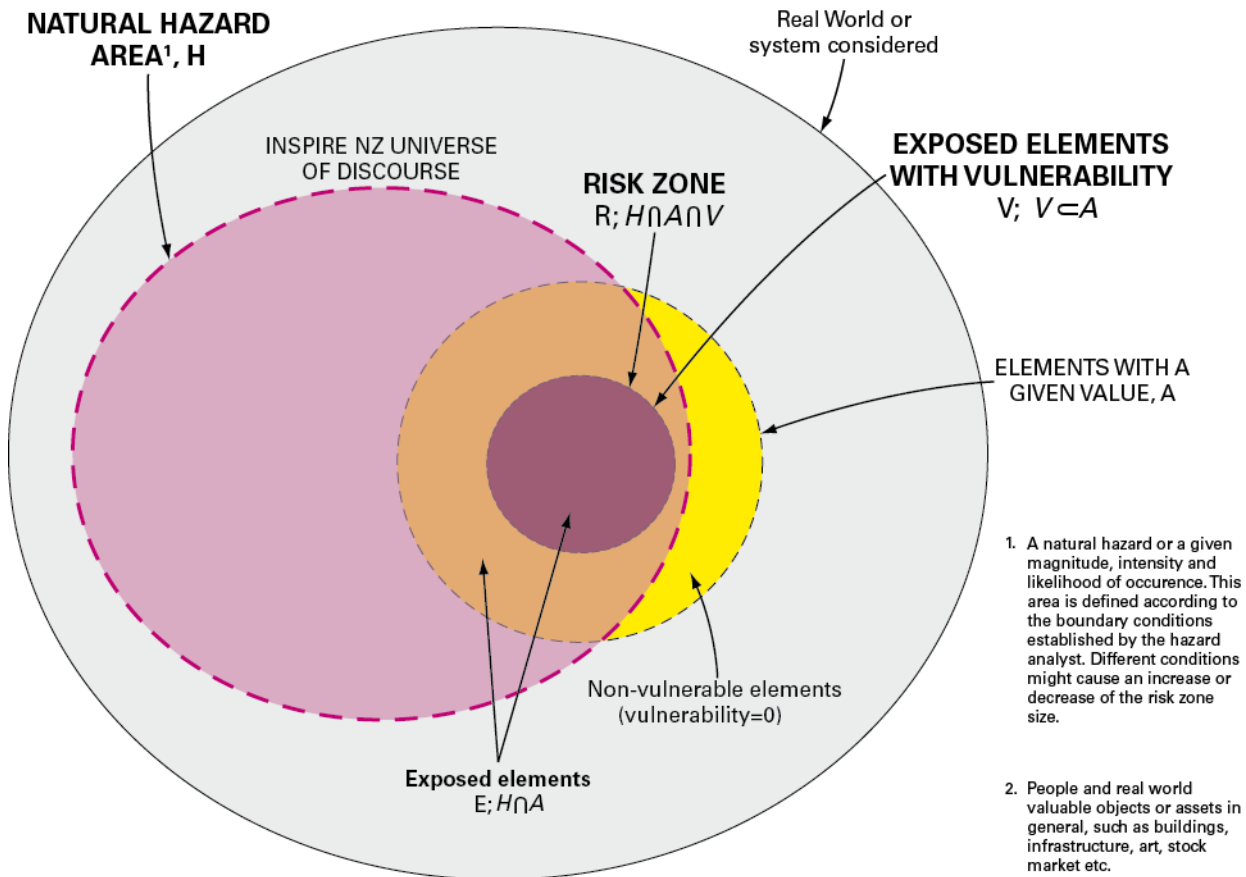 NATURAL HAZARD
AREA¹, H
Real World or
system considered
INSPIRE NZ UNIVERSE
OF DISCOURSE
RISK ZONE
R; H∩A∩V
EXPOSED ELEMENTS
WITH VULNERABILITY
V; V⊂A
ELEMENTS WITH A
GIVEN VALUE, A
Non-vulnerable elements
(vulnerability=0)
Exposed elements
E; H∩A
1. A natural hazard or a given
magnitude, intensity and
likelihood of occurence. This
area is defined according to
the boundary conditions
established by the hazard
analyst. Different conditions
might cause an increase or
decrease of the risk zone
size.
2. People and real world
valuable objects or assets in
general, such as buildings,
infrastructure, art, stock
market etc.